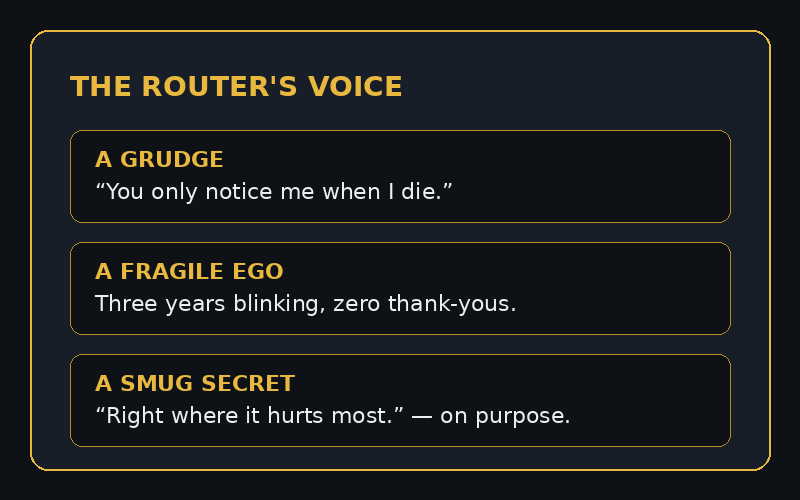 THE ROUTER'S VOICE
A GRUDGE
“You only notice me when I die.”
A FRAGILE EGO
Three years blinking, zero thank-yous.
A SMUG SECRET
“Right where it hurts most.” — on purpose.